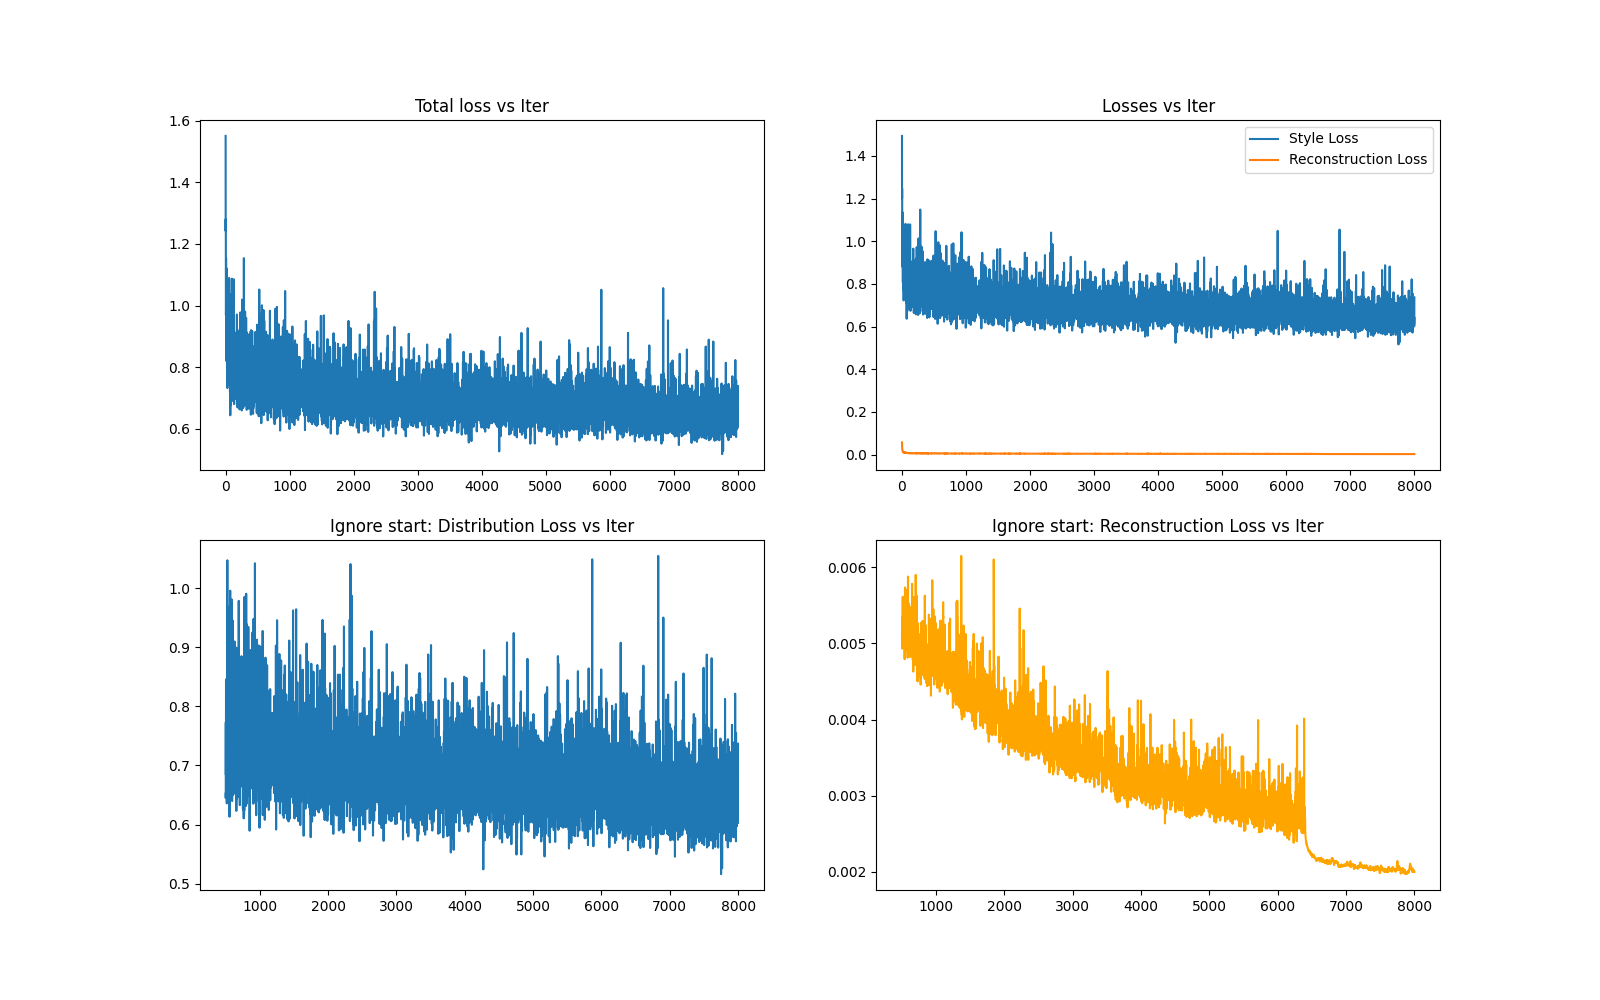 Total loss vs Iter
1.6
1.4
1.2
1.0
0.8
0.6
0 1000 2000 3000 4000 5000 6000 7000 8000
Losses vs Iter
Style Loss
Reconstruction Loss
1.4
1.2
1.0
0.8
0.6
0.4
0.2
0.0
0 1000 2000 3000 4000 5000 6000 7000 8000
Ignore start: Distribution Loss vs Iter
1.0
0.9
0.8
0.7
0.6
0.5
1000 2000 3000 4000 5000 6000 7000 8000
Ignore start: Reconstruction Loss vs Iter
0.006
0.005
0.004
0.003
0.002
1000 2000 3000 4000 5000 6000 7000 8000